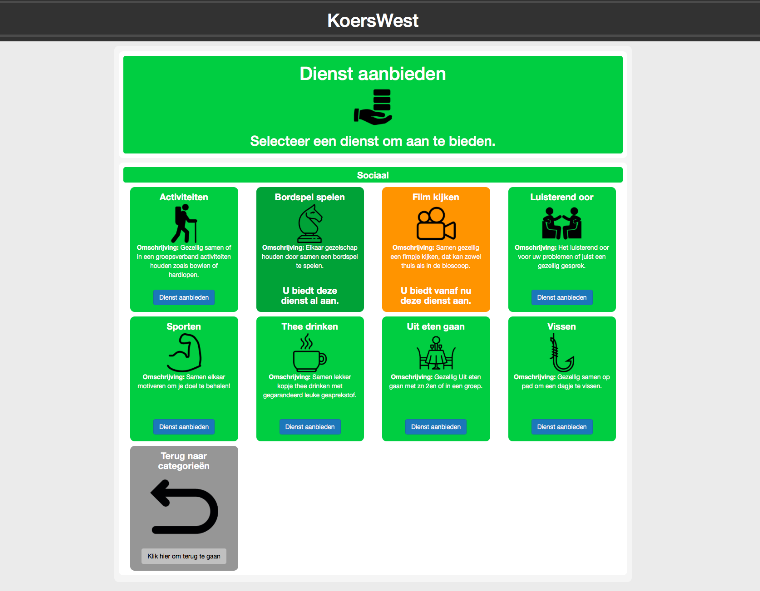 KoersWest
Dienst aanbieden
Selecteer een dienst om aan te bieden.
Sociaal
Activiteiten
Omschrijving: Gezellig samen of
in een groepsverband activiteiten
houden zoals bowlen of
hardlopen.
Dienst aanbieden
Bordspel spelen
Omschrijving: Elkaar gezelschap
houden door samen een bordspel
te spelen.
U biedt deze
dienst al aan.
Film kijken
Omschrijving: Samen gezellig
een filmpje kijken, dat kan zowel
thuis als in de bioscoop.
U biedt vanaf nu
deze dienst aan.
Luisterend oor
Omschrijving: Het luisterend oor
voor uw problemen of juist een
gezellig gesprek.
Dienst aanbieden
Sporten
Omschrijving: Samen elkaar
motiveren om je doel te behalen!
Dienst aanbieden
Thee drinken
Omschrijving: Samen lekker
kopje thee drinken met
gegarandeerd leuke gespreksstof.
Dienst aanbieden
Uit eten gaan
Omschrijving: Gezellig Uit eten
gaan met zn 2en of in een groep.
Dienst aanbieden
Vissen
Omschrijving: Gezellig samen op
pad om een dagje te vissen.
Dienst aanbieden
Terug naar
categorieën
Klik hier om terug te gaan